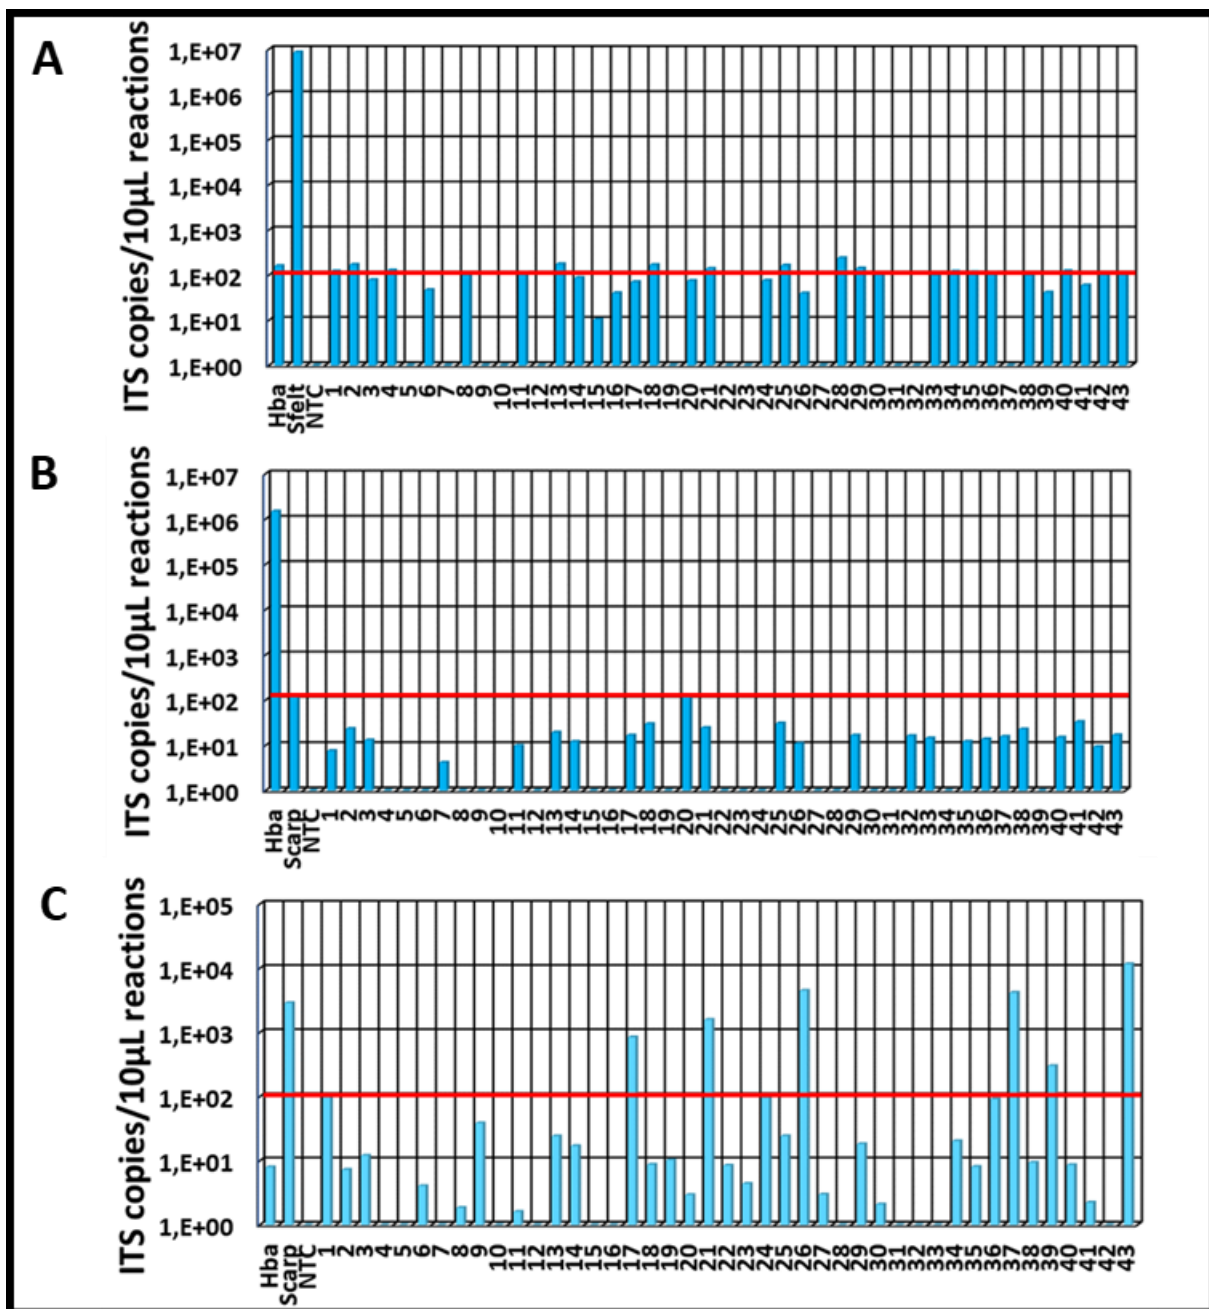 A
ITS copies/10µL reactions
1,E+07
1,E+06
1,E+05
1,E+04
1,E+03
1,E+02
1,E+01
1,E+00
Hba Sfelt NTC 1 2 3 4 5 6 7 8 9 10 11 12 13 14 15 16 17 18 19 20 21 22 23 24 25 26 27 28 29 30 31 32 33 34 35 36 37 38 39 40 41 42 43
B
ITS copies/10µL reactions
1,E+07
1,E+06
1,E+05
1,E+04
1,E+03
1,E+02
1,E+01
1,E+00
Hba Scarp NTC 1 2 3 4 5 6 7 8 9 10 11 12 13 14 15 16 17 18 19 20 21 22 23 24 25 26 27 28 29 30 31 32 33 34 35 36 37 38 39 40 41 42 43
C
ITS copies/10µL reactions
1,E+05
1,E+04
1,E+03
1,E+02
1,E+01
1,E+00
Hba Scarp NTC 1 2 3 4 5 6 7 8 9 10 11 12 13 14 15 16 17 18 19 20 21 22 23 24 25 26 27 28 29 30 31 32 33 34 35 36 37 38 39 40 41 42 43